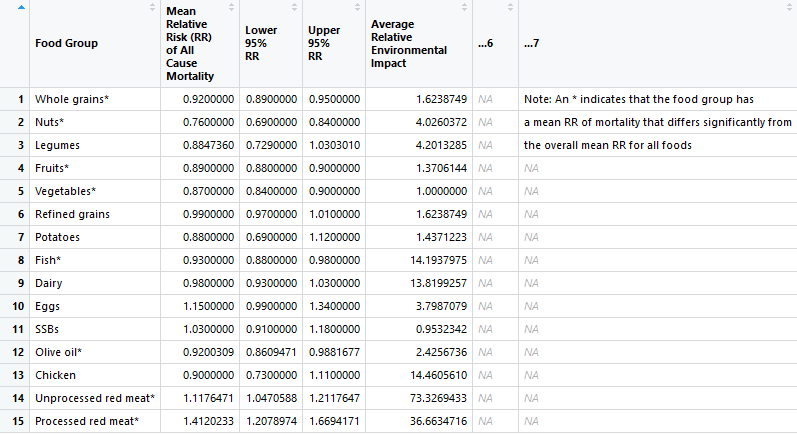 Food Group Mean Relative Risk (RR) of All Cause Mortality Lower 95% RR Upper 95% RR Average Relative Environmental Impact ...6 ...7
1 Whole grains* 0.9200000 0.8900000 0.9500000 1.6238749 NA Note: An * indicates that the food group has
2 Nuts* 0.7600000 0.6900000 0.8400000 4.0260372 NA a mean RR of mortality that differs significantly from
3 Legumes 0.8847360 0.7290000 1.0303010 4.2013285 NA the overall mean RR for all foods
4 Fruits* 0.8900000 0.8800000 0.9000000 1.3706144 NA NA
5 Vegetables* 0.8700000 0.8400000 0.9000000 1.0000000 NA NA
6 Refined grains 0.9900000 0.9700000 1.0100000 1.6238749 NA NA
7 Potatoes 0.8800000 0.6900000 1.1200000 1.4371223 NA NA
8 Fish* 0.9300000 0.8800000 0.9800000 14.1937975 NA NA
9 Dairy 0.9800000 0.9300000 1.0300000 13.8199257 NA NA
10 Eggs 1.1500000 0.9900000 1.3400000 3.7987079 NA NA
11 SSBs 1.0300000 0.9100000 1.1800000 0.9532342 NA NA
12 Olive oil* 0.9200309 0.8609471 0.9881677 2.4256736 NA NA
13 Chicken 0.9000000 0.7300000 1.1100000 14.4605610 NA NA
14 Unprocessed red meat* 1.1176471 1.0470588 1.2117647 73.3269433 NA NA
15 Processed red meat* 1.4120233 1.2078974 1.6694171 36.6634716 NA NA